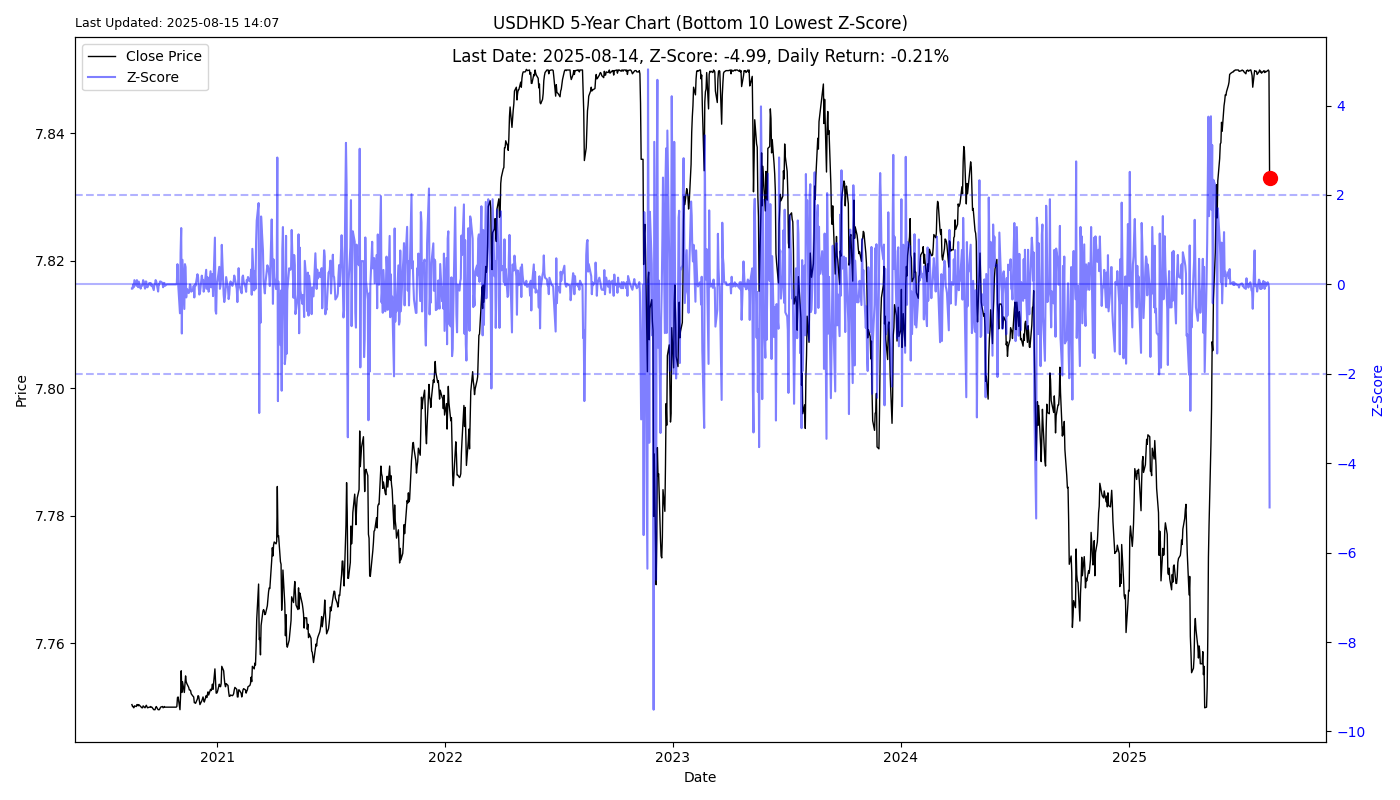 Last Updated: 2025-08-15 14:07
USDHKD 5-Year Chart (Bottom 10 Lowest Z-Score)
Last Date: 2025-08-14, Z-Score: -4.99, Daily Return: -0.21%
Close Price
Z-Score
7.84
7.82
7.80
7.78
7.76
Price
4
2
0
−2
−4
−6
−8
−10
Z-Score
2021
2022
2023
2024
2025
Date